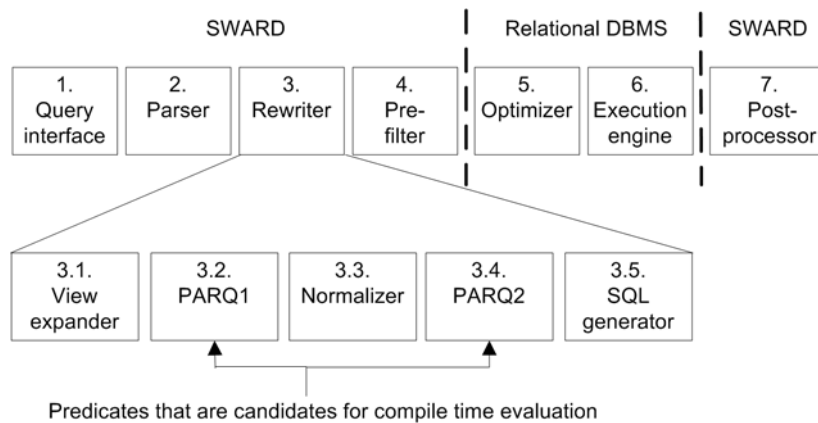 SWARD
Relational DBMS
SWARD
1.
Query
interface
2.
Parser
3.
Rewriter
4.
Pre-
filter
5.
Optimizer
6.
Execution
engine
7.
Post-
processor
3.1.
View
expander
3.2.
PARQ1
3.3.
Normalizer
3.4.
PARQ2
3.5.
SQL
generator
Predicates that are candidates for compile time evaluation